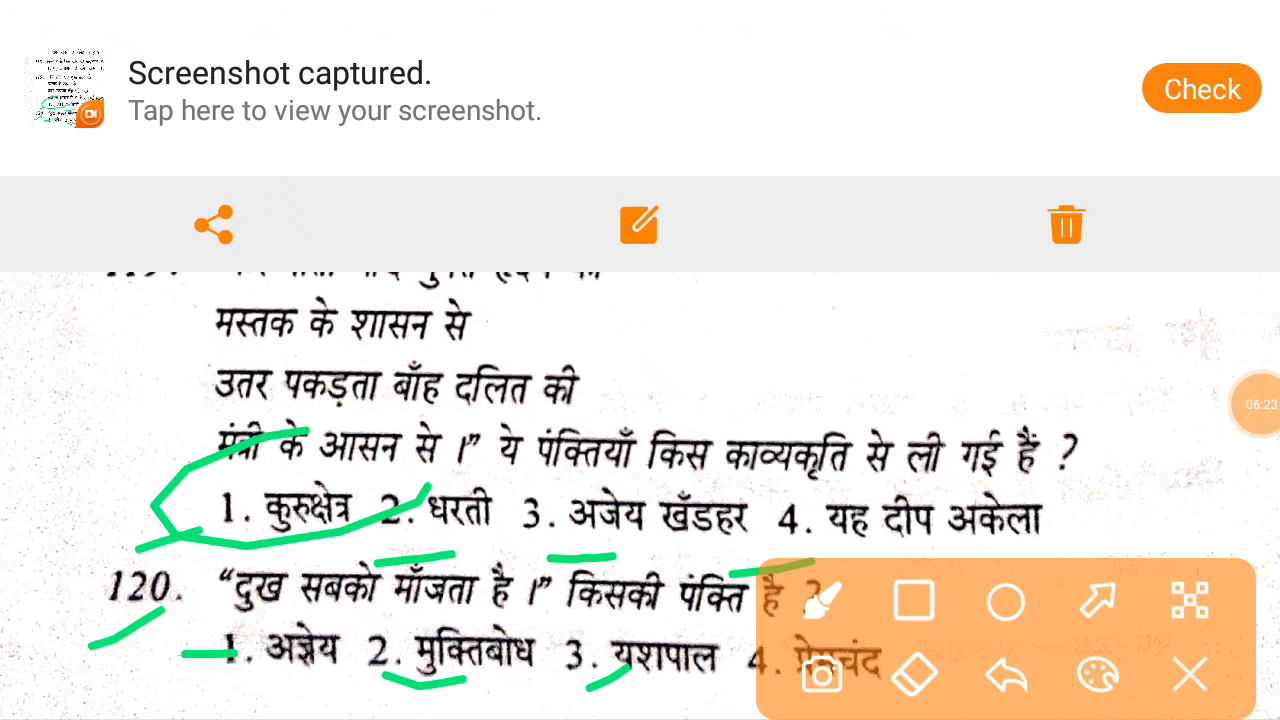 Screenshot captured.
Check
Tap here to view your screenshot.
मस्तक के शासन से
उतर पकड़ता बाँह दलित की
मंत्री के आसन से ।” ये पंक्तियाँ किस काव्यकृति से ली गई हैं ?
06:23
1. कुरुक्षेत्र 2. धरती 3. अजेय खँडहर 4. यह दीप अकेला
120. “दुख सबको माँजता है ।” किसकी पंक्ति है ?
1. अज्ञेय 2. मुक्तिबोध 3. यशपाल 4. प्रेमचंद